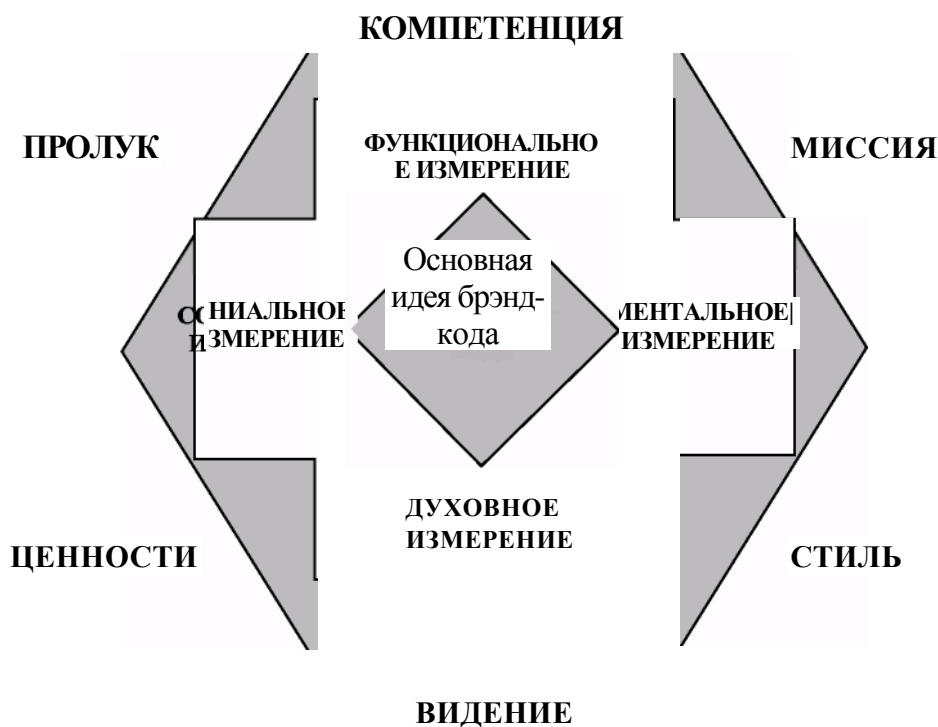 КОМПЕТЕНЦИЯ
ПРОЛУК
ФУНКЦИОНАЛЬНО
Е ИЗМЕРЕНИЕ
МИССИЯ
Основная
идея брэнд-
кода
НИАЛЬНОЕ
ЗМЕРЕНИЕ
МЕНТАЛЬНОЕ|
ИЗМЕРЕНИЕ
ДУХОВНОЕ
ИЗМЕРЕНИЕ
ЦЕННОСТИ
СТИЛЬ
ВИДЕНИЕ